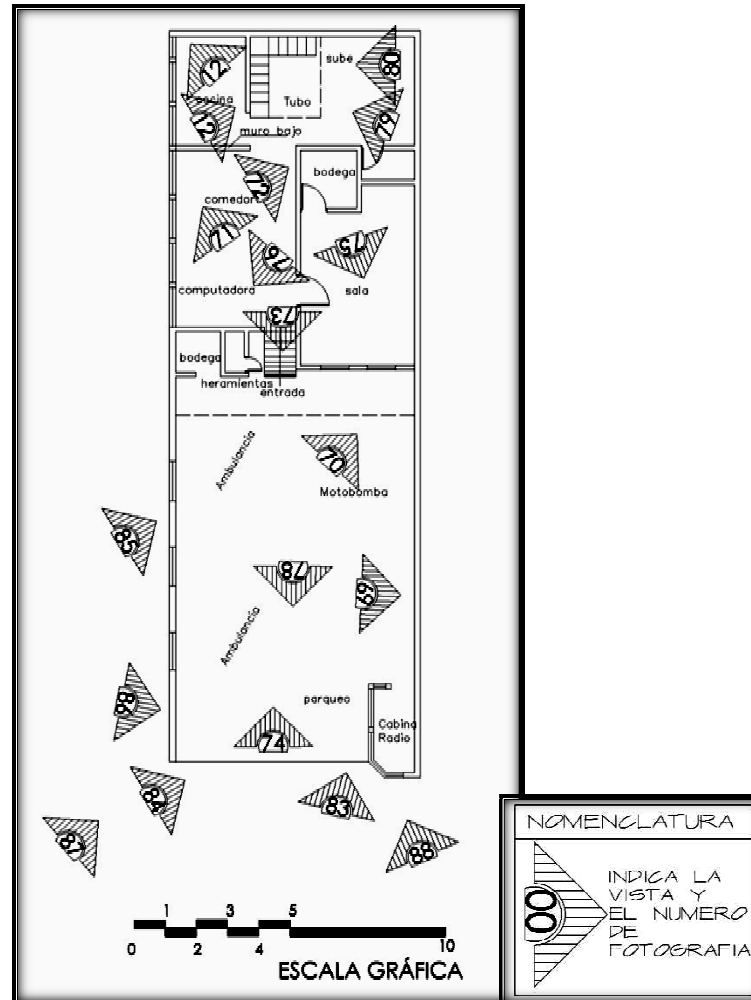 sube
80
12
cocina
Tubo
79
12
muro bajo
bodega
77
comedor
71
75
76
computadora
sala
73
bodega
heramientas
entrada
Ambulancia
70
Motobomba
85
78
69
Ambulancia
86
parqueo
Cabina
Radio
74
84
83
87
88
NOMENCLATURA
00
INDICA LA
VISTA Y
EL NUMERO
DE
FOTOGRAFIA
1 3 5
0 2 4 10
ESCALA GRÁFICA